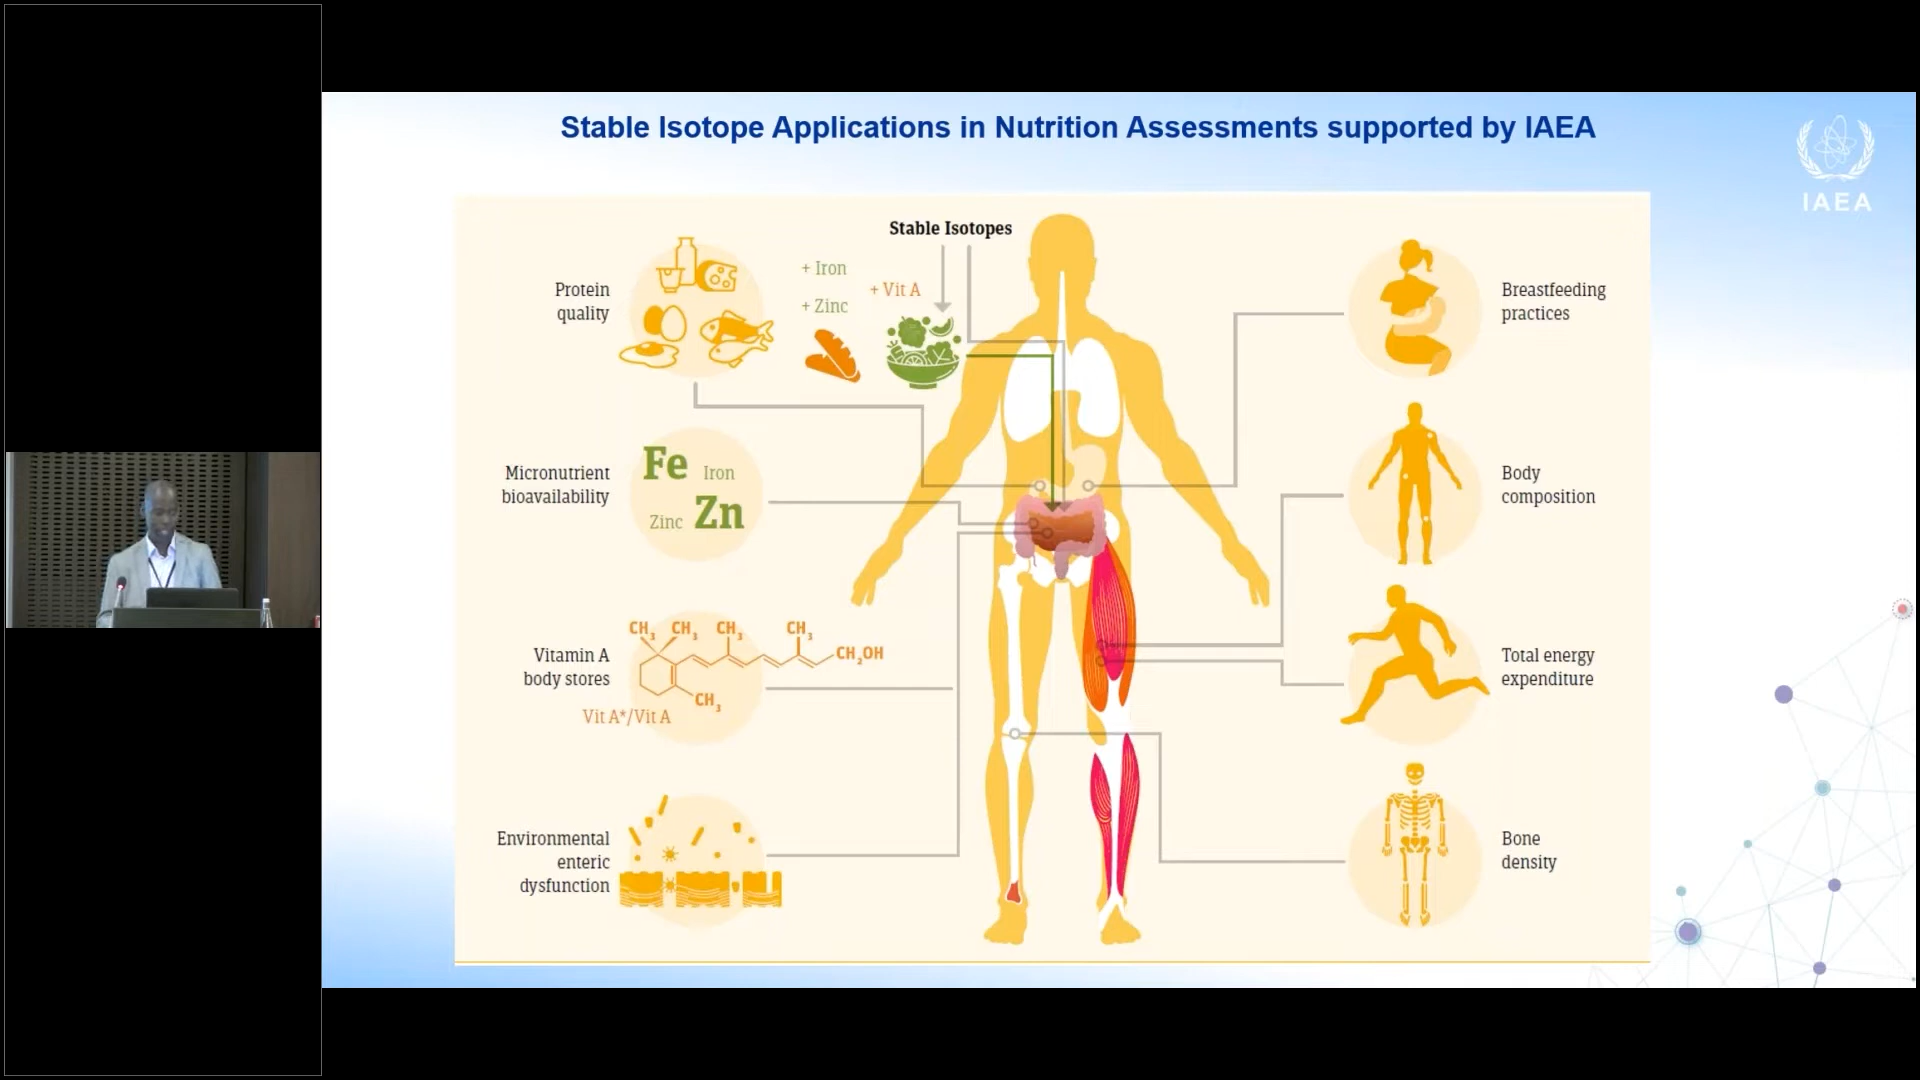 Stable Isotope Applications in Nutrition Assessments supported by IAEA
IAEA
Stable Isotopes
+ Iron
+ Vit A
+ Zinc
Protein
quality
Micronutrient
bioavailability
Fe
Iron
Zinc
Zn
Vitamin A
body stores
CH3
CH3
CH3
CH3
CH2OH
CH3
Vit A*/Vit A
Environmental
enteric
dysfunction
Breastfeeding
practices
Body
composition
Total energy
expenditure
Bone
density